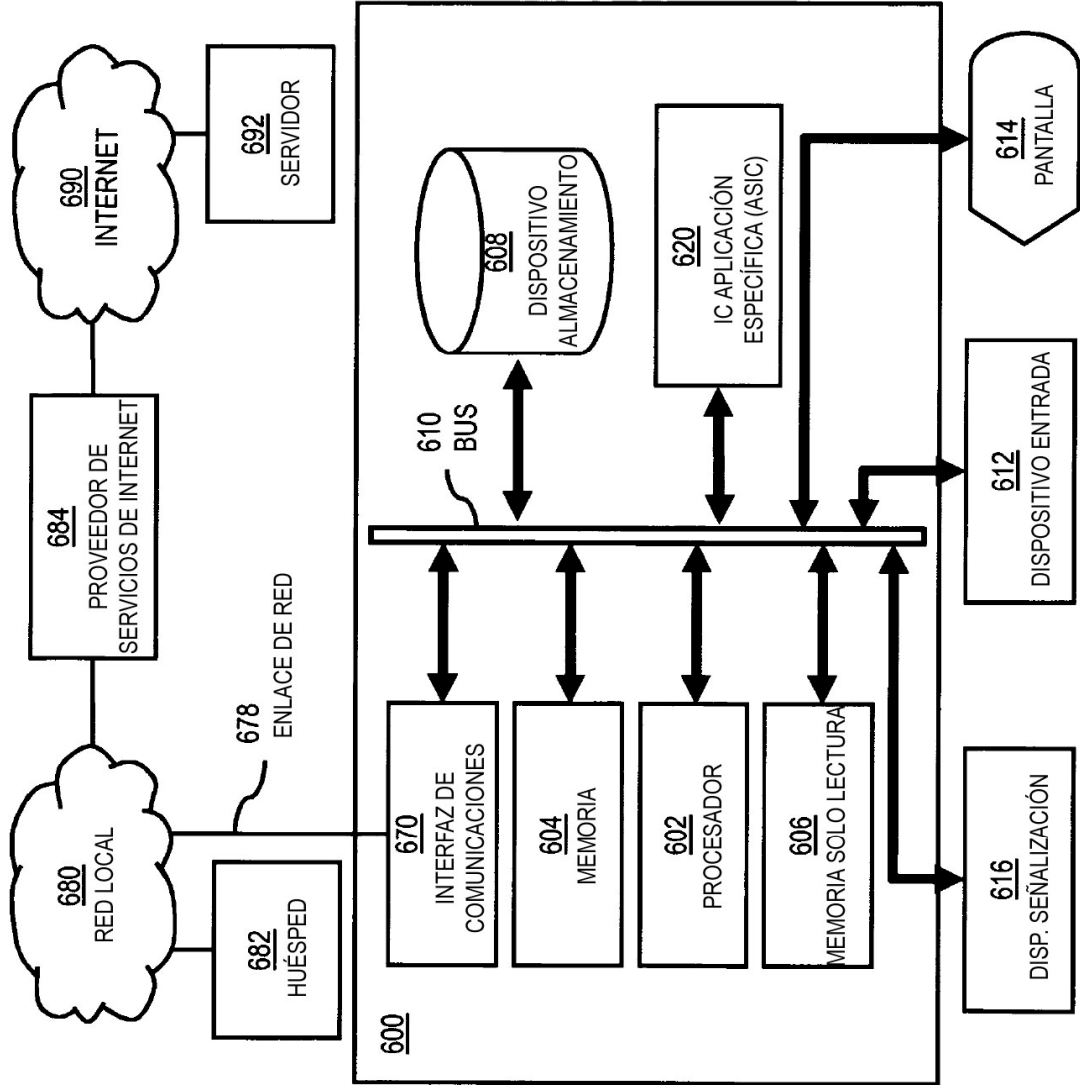 680
RED LOCAL
682
HUÉSPED
678
ENLACE DE RED
684
PROVEEDOR DE
SERVICIOS DE INTERNET
690
INTERNET
692
SERVIDOR
600
670
INTERFAZ DE
COMUNICACIONES
604
MEMORIA
602
PROCESADOR
606
MEMORIA SOLO LECTURA
610
BUS
608
DISPOSITIVO
ALMACENAMIENTO
620
IC APLICACIÓN
ESPECÍFICA (ASIC)
616
DISP. SEÑALIZACIÓN
612
DISPOSITIVO ENTRADA
614
PANTALLA